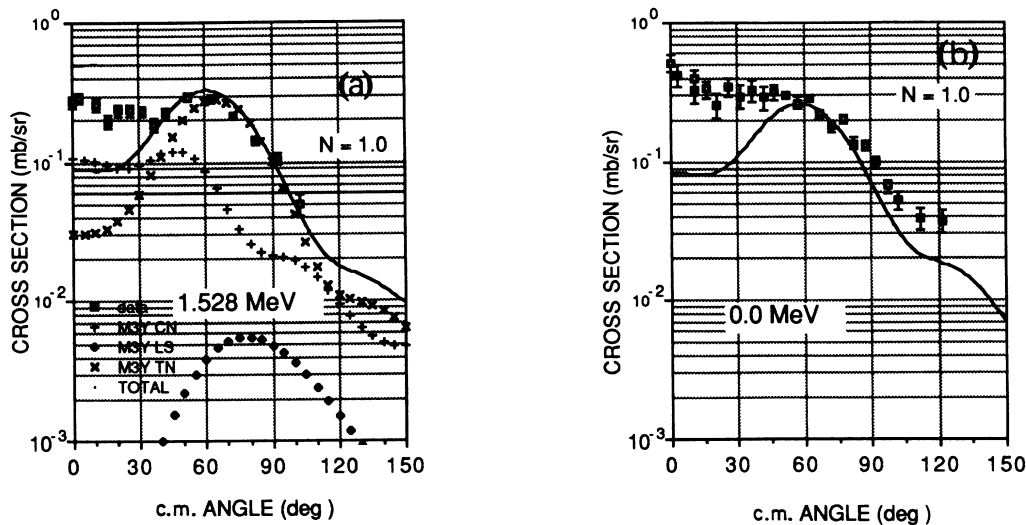 10⁰
10⁻¹
10⁻²
10⁻³
CROSS SECTION (mb/sr)
(a)
N = 1.0
1.528 MeV
data
M3Y CN
M3Y LS
M3Y TN
TOTAL
0 30 60 90 120 150
c.m. ANGLE (deg )
10⁰
10⁻¹
10⁻²
10⁻³
CROSS SECTION (mb/sr)
(b)
N = 1.0
0.0 MeV
0 30 60 90 120 150
c.m. ANGLE (deg )